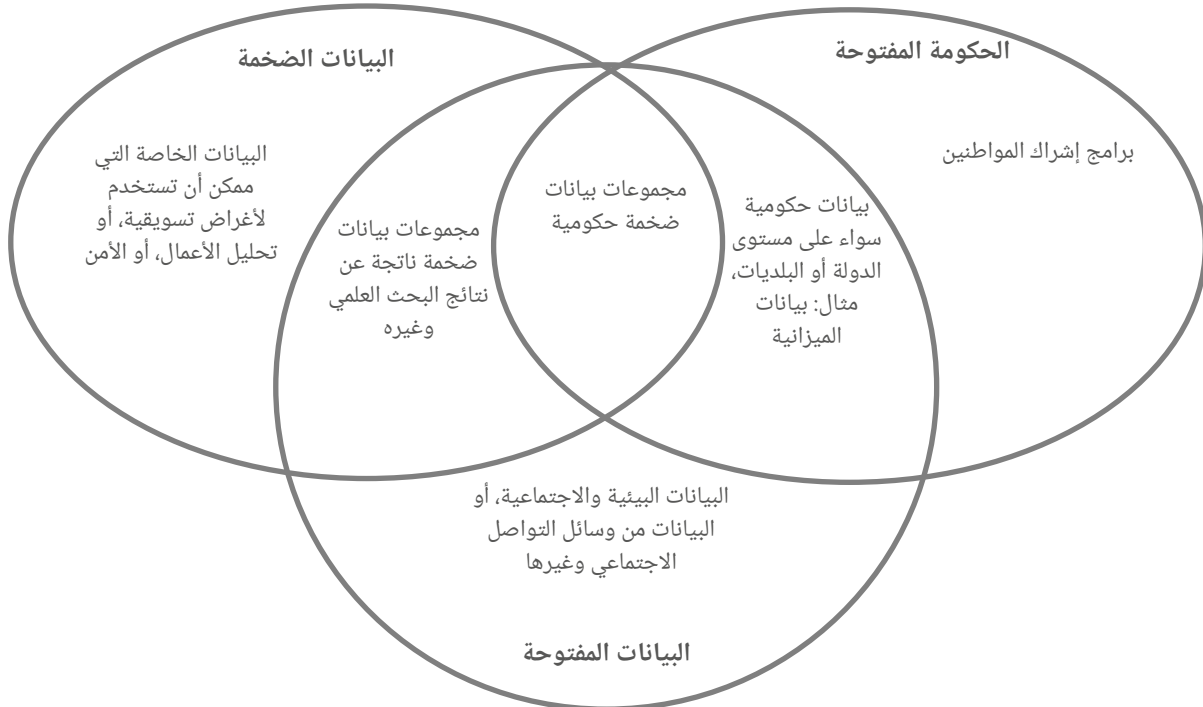 الحكومة المفتوحة
البيانات الضخمة
برامج إشراك المواطنين
بيانات حكومية
سواء على مستوى
الدولة أو البلديات،
مثال: بيانات
الميزانية
مجموعات بيانات
ضخمة حكومية
مجموعات بيانات
ضخمة ناتجة عن
نتائج البحث العلمي
وغيره
البيانات الخاصة التي
ممكن أن تستخدم
لأغراض تسويقية، أو
تحليل الأعمال، أو الأمن
البيانات البيئية والاجتماعية، أو
البيانات من وسائل التواصل
الاجتماعي وغيرها
البيانات المفتوحة